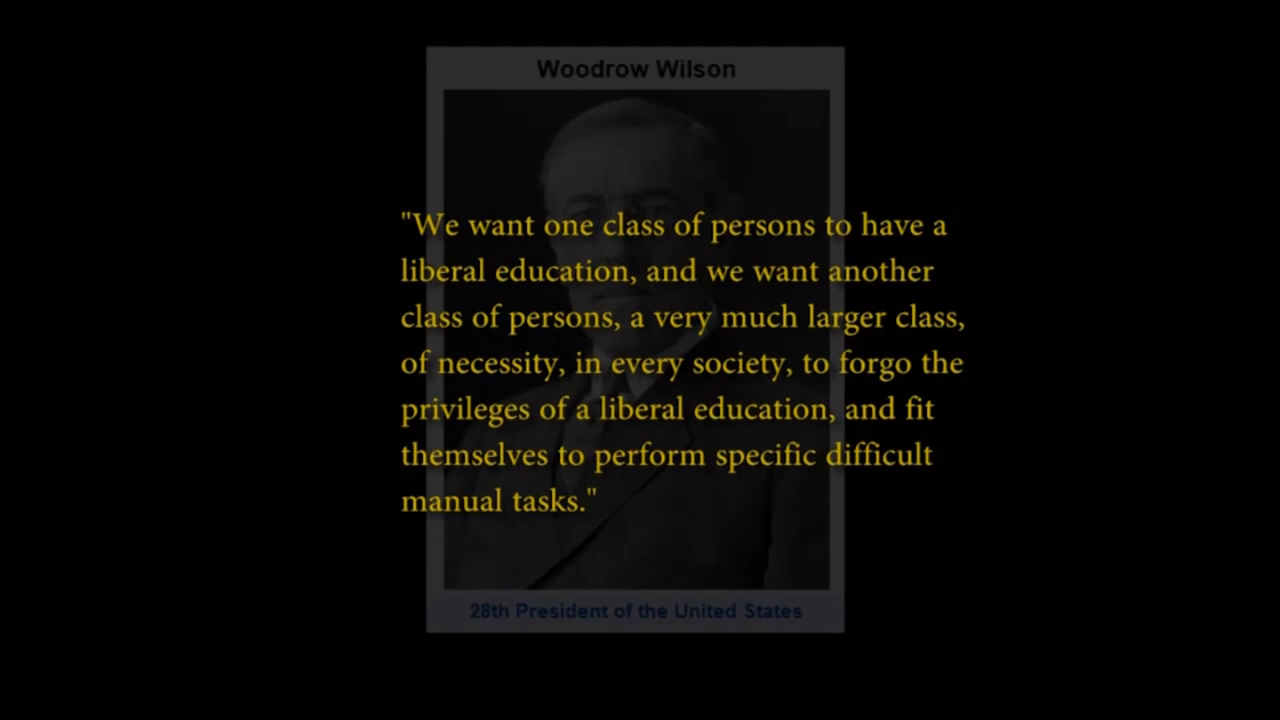 Woodrow Wilson
"We want one class of persons to have a
liberal education, and we want another
class of persons, a very much larger class,
of necessity, in every society, to forgo the
privileges of a liberal education, and fit
themselves to perform specific difficult
manual tasks."
28th President of the United States